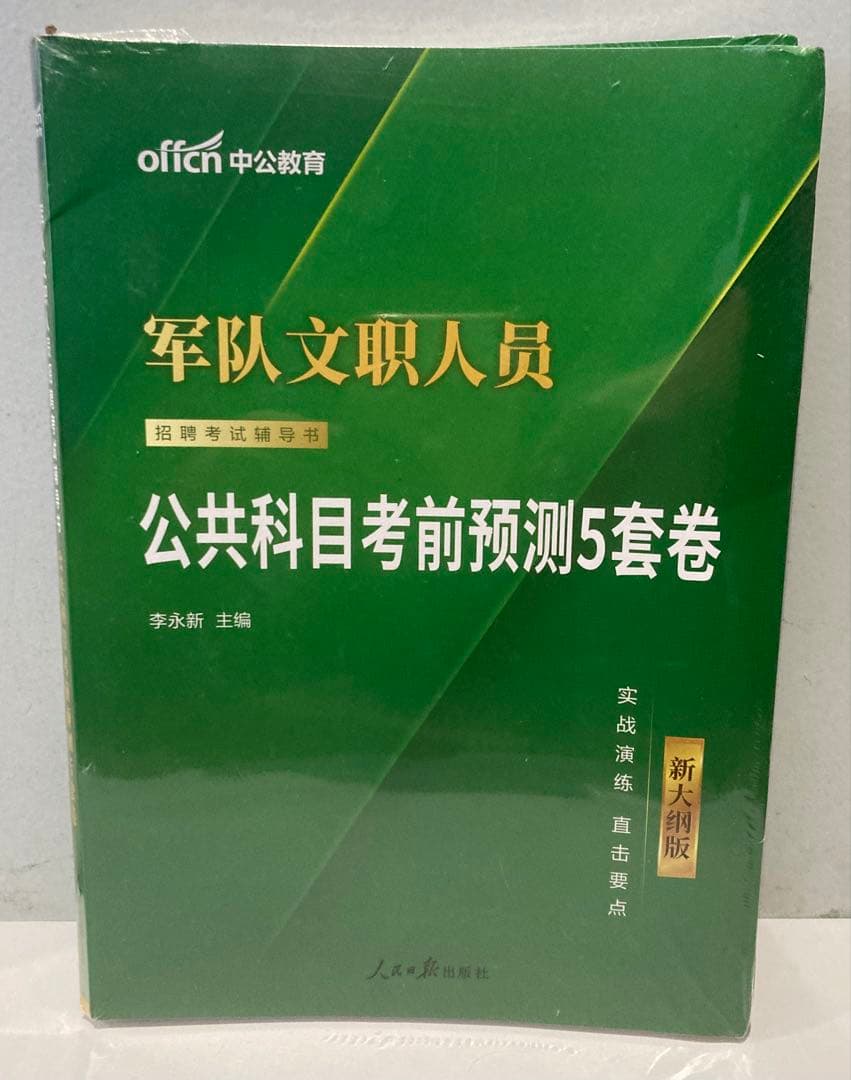 offcn 中公教育
军队文职人员
招聘考试辅导书
公共科目考前预测5套卷
李永新 主编
实战演练 直击要点
新大纲版
人民日报出版社